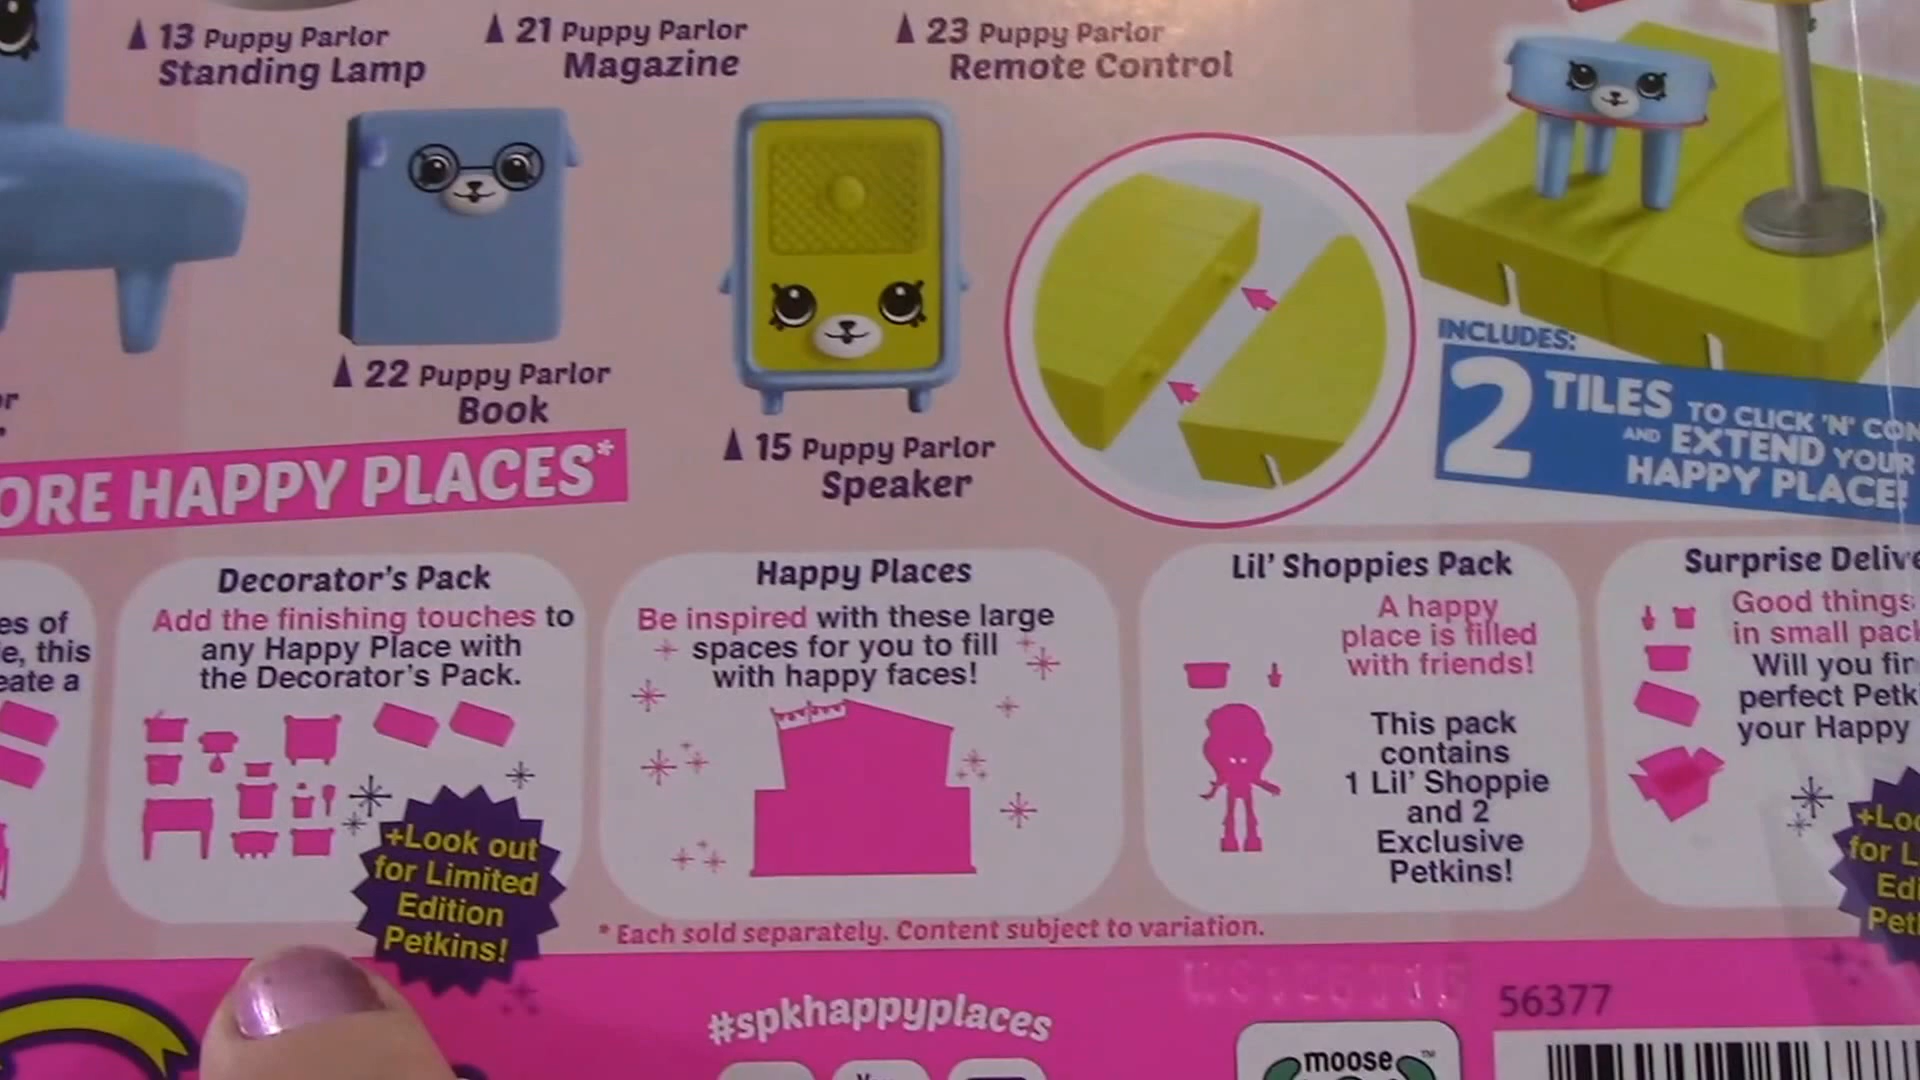 13 Puppy Parlor
Standing Lamp
21 Puppy Parlor
Magazine
23 Puppy Parlor
Remote Control
22 Puppy Parlor
Book
15 Puppy Parlor
Speaker
INCLUDES:
2 TILES TO CLICK 'N' CON
AND EXTEND YOUR
HAPPY PLACE!
ORE HAPPY PLACES*
es of
e, this
eate a
Decorator's Pack
Add the finishing touches to
any Happy Place with
the Decorator's Pack.
+Look out
for Limited
Edition
Petkins!
Happy Places
Be inspired with these large
spaces for you to fill
with happy faces!
Lil' Shoppies Pack
A happy
place is filled
with friends!
This pack
contains
1 Lil' Shoppie
and 2
Exclusive
Petkins!
Surprise Delive
Good things
in small pack
Will you fin
perfect Petk
your Happy
+Loo
for L
Edi
Petk
* Each sold separately. Content subject to variation.
#spkhappyplaces
56377
moose™